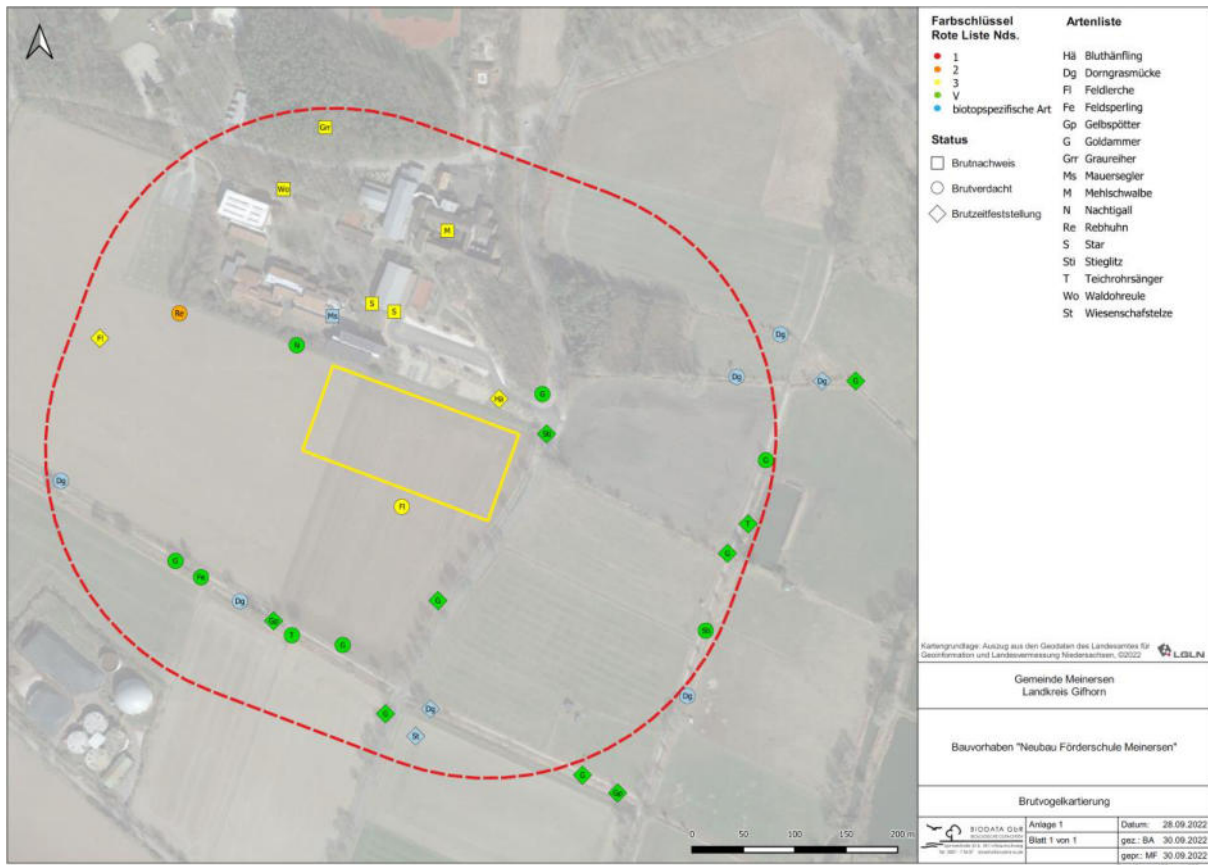 Farbschlüssel
Rote Liste Nds.
1
2
3
V
biotopspezifische Art
Status
Brutnachweis
Brutverdacht
Brutzeitfeststellung
Artenliste
Hä Bluthänfling
Dg Dorngrasmücke
Fl Feldlerche
Fe Feldsperling
Gp Gelbspötter
G Goldammer
Grr Graureiher
Ms Mauersegler
M Mehlschwalbe
N Nachtigall
Re Rebhuhn
S Star
Sti Stieglitz
T Teichrohrsänger
Wo Waldohreule
St Wiesenschafstelze
Grr
Wo
M
S
S
Ms
Re
Fl
N
Dg
Dg
Dg
G
Hä
G
Sti
G
Dg
Fl
T
G
G
Fe
Dg
G
Gp
T
G
Dg
Dg
G
St
G
Gp
0 50 100 150 200 m
Kartengrundlage: Auszug aus den Geodaten des Landesamtes für
Geoinformation und Landesvermessung Niedersachsen, ©2022
LGLN
Gemeinde Meinersen
Landkreis Gifhorn
Bauvorhaben "Neubau Förderschule Meinersen"
Brutvogelkartierung
BIODATA GbR
Anlage 1
Datum: 28.09.2022
Blatt 1 von 1
gez.: BA 30.09.2022
gepr.: MF 30.09.2022